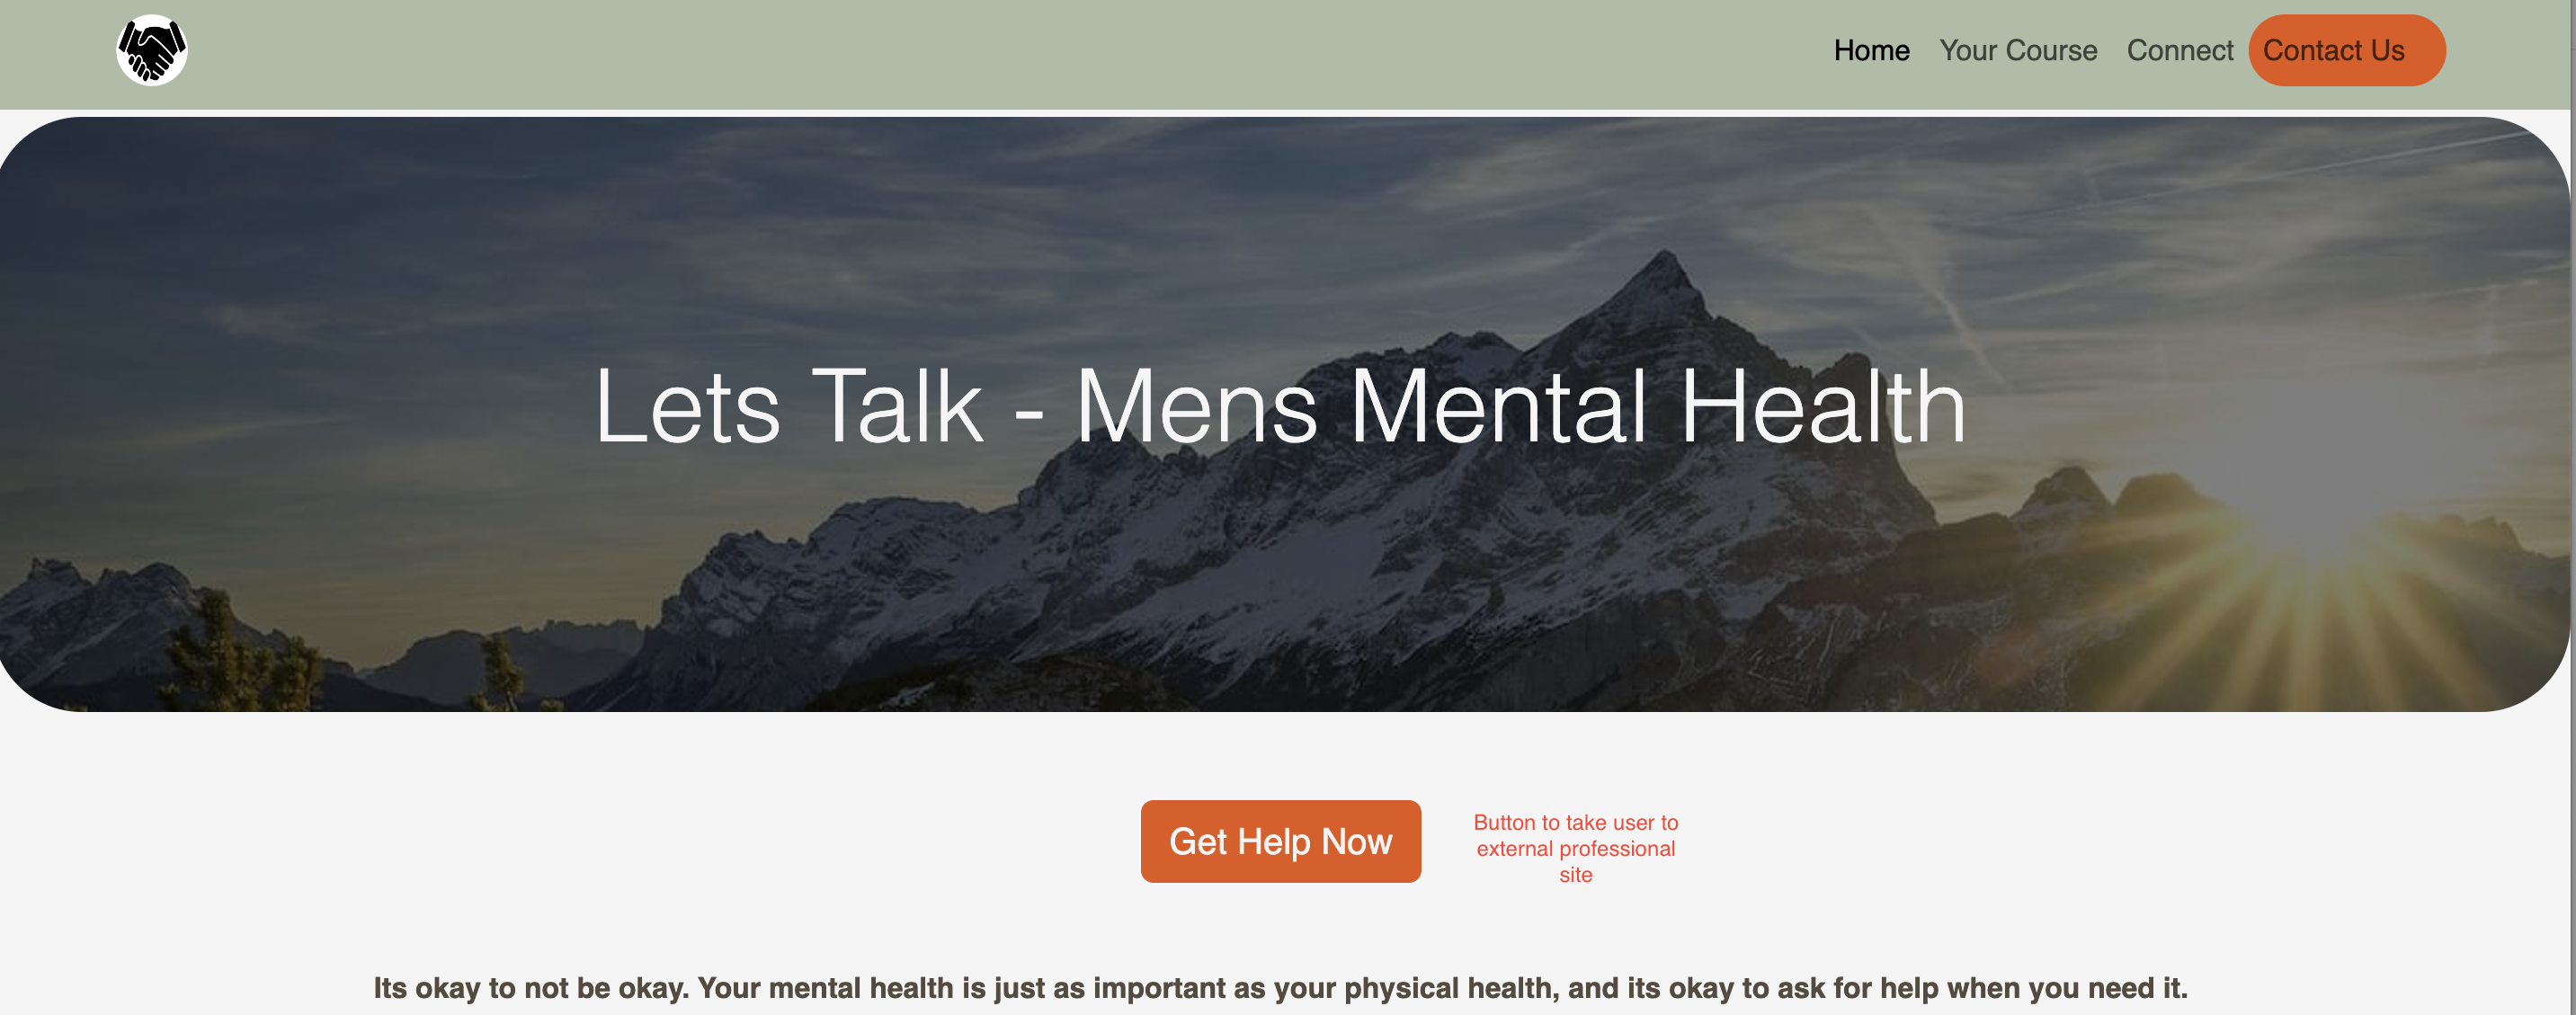 Home Your Course Connect Contact Us
Lets Talk - Mens Mental Health
Get Help Now
Button to take user to
external professional
site
Its okay to not be okay. Your mental health is just as important as your physical health, and its okay to ask for help when you need it.